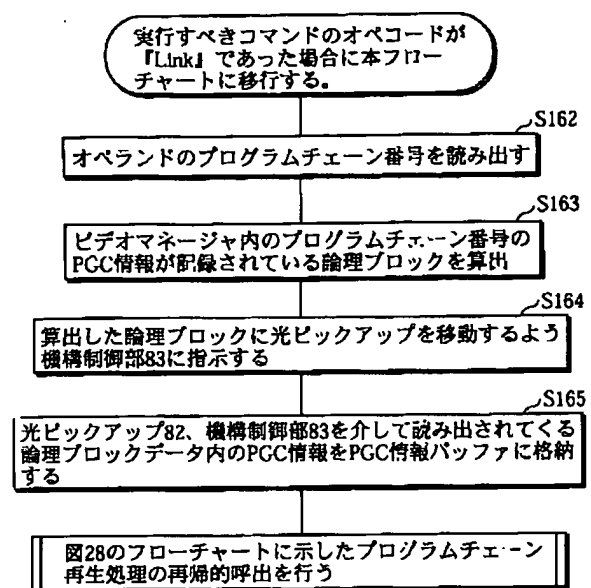 実行すべきコマンドのオペコードが
『Link』であった場合に本フロー
チャートに移行する。
S162
オペランドのプログラムチェーン番号を読み出す
S163
ビデオマネージャ内のプログラムチェーン番号の
PGC情報が記録されている論理ブロックを算出
S164
算出した論理ブロックに光ピックアップを移動するよう
機構制御部83に指示する
S165
光ピックアップ82、機構制御部83を介して読み出されてくる
論理ブロックデータ内のPGC情報をPGC情報バッファに格納
する
図28のフローチャートに示したプログラムチェーン
再生処理の再帰的呼出を行う